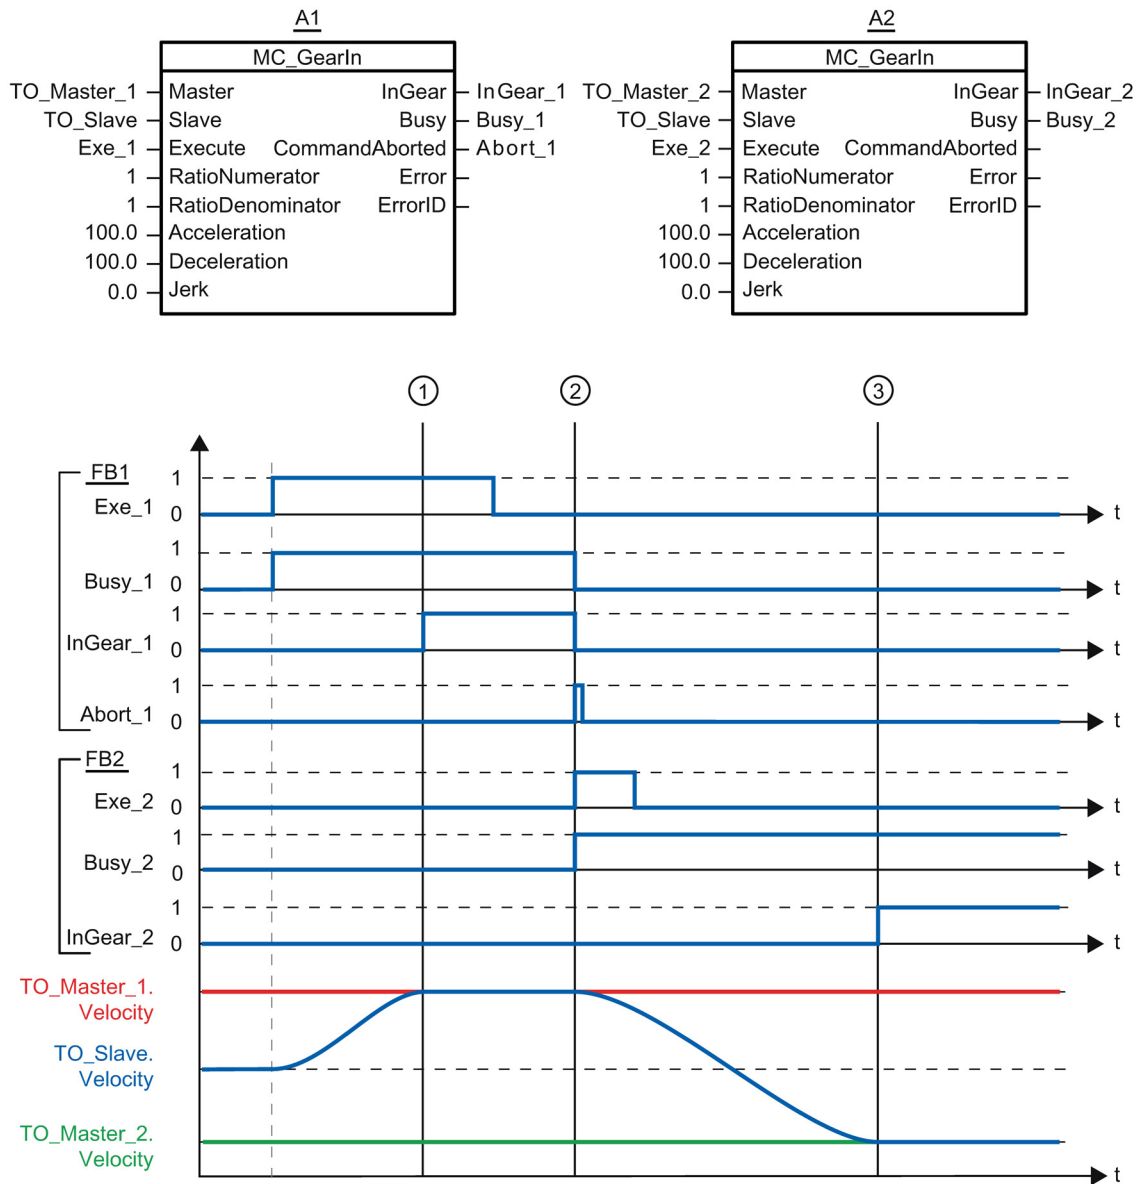 A1
MC_GearIn
TO_Master_1 Master InGear InGear_1
TO_Slave Slave Busy Busy_1
Exe_1 Execute CommandAborted Abort_1
1 RatioNumerator Error
1 RatioDenominator ErrorID
100.0 Acceleration
100.0 Deceleration
0.0 Jerk
A2
MC_GearIn
TO_Master_2 Master InGear InGear_2
TO_Slave Slave Busy Busy_2
Exe_2 Execute CommandAborted
1 RatioNumerator Error
1 RatioDenominator ErrorID
100.0 Acceleration
100.0 Deceleration
0.0 Jerk
1 2 3
FB1
1
Exe_1 0 t
1
Busy_1 0 t
1
InGear_1 0 t
1
Abort_1 0 t
FB2
1
Exe_2 0 t
1
Busy_2 0 t
1
InGear_2 0 t
TO_Master_1.
Velocity
TO_Slave.
Velocity
TO_Master_2.
Velocity
t